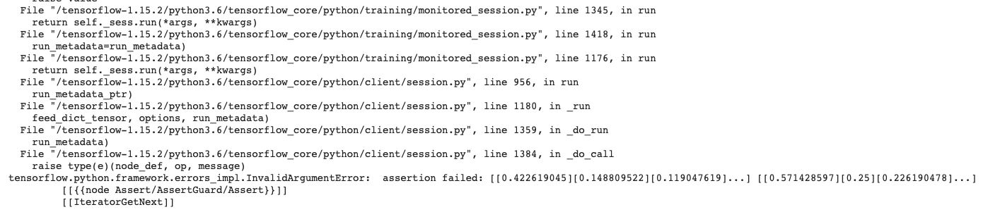 raise value
File "/tensorflow-1.15.2/python3.6/tensorflow_core/python/training/monitored_session.py", line 1345, in run
return self._sess.run(*args, **kwargs)
File "/tensorflow-1.15.2/python3.6/tensorflow_core/python/training/monitored_session.py", line 1418, in run
run_metadata=run_metadata)
File "/tensorflow-1.15.2/python3.6/tensorflow_core/python/training/monitored_session.py", line 1176, in run
return self._sess.run(*args, **kwargs)
File "/tensorflow-1.15.2/python3.6/tensorflow_core/python/client/session.py", line 956, in run
run_metadata_ptr)
File "/tensorflow-1.15.2/python3.6/tensorflow_core/python/client/session.py", line 1180, in _run
feed_dict_tensor, options, run_metadata)
File "/tensorflow-1.15.2/python3.6/tensorflow_core/python/client/session.py", line 1359, in _do_run
run_metadata)
File "/tensorflow-1.15.2/python3.6/tensorflow_core/python/client/session.py", line 1384, in _do_call
raise type(e)(node_def, op, message)
tensorflow.python.framework.errors_impl.InvalidArgumentError:  assertion failed: [[0.422619045][0.148809522][0.119047619]...] [[0.571428597][0.25][0.226190478]...]
[[{{node Assert/AssertGuard/Assert}}]]
[[IteratorGetNext]]